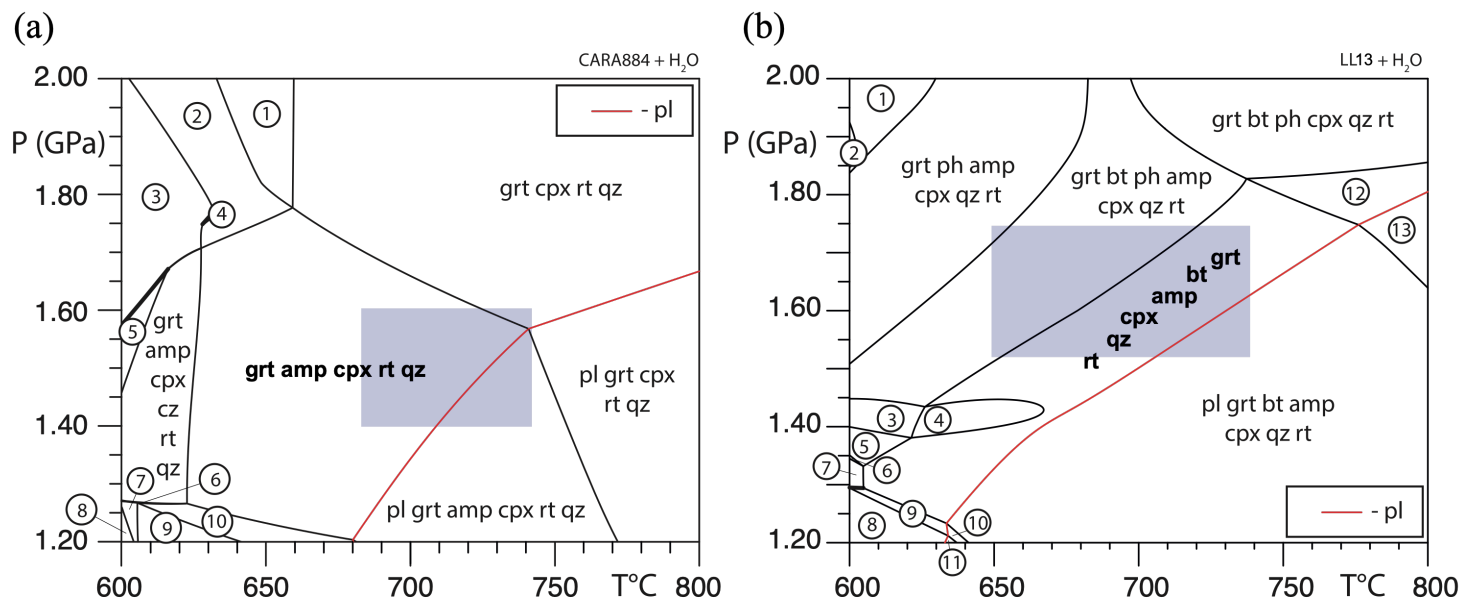 (a)
CARA884 + H₂O
2.00
P (GPa)
1.80
1.60
1.40
1.20
600
700
750
T°C
800
- pl
1
2
3
4
5
6
7
8
9
10
grt cpx rt qz
grt
amp
cpx
cz
rt
qz
grt amp cpx rt qz
pl grt cpx
rt qz
pl grt amp cpx rt qz
(b)
LL13 + H₂O
2.00
P (GPa)
1.80
1.60
1.40
1.20
600
650
700
750
T°C
800
1
2
grt bt ph cpx qz rt
grt ph amp
cpx qz rt
grt bt ph amp
cpx qz rt
12
13
grt
bt
amp
cpx
qz
rt
3
4
5
6
7
8
9
10
11
pl grt bt amp
cpx qz rt
- pl